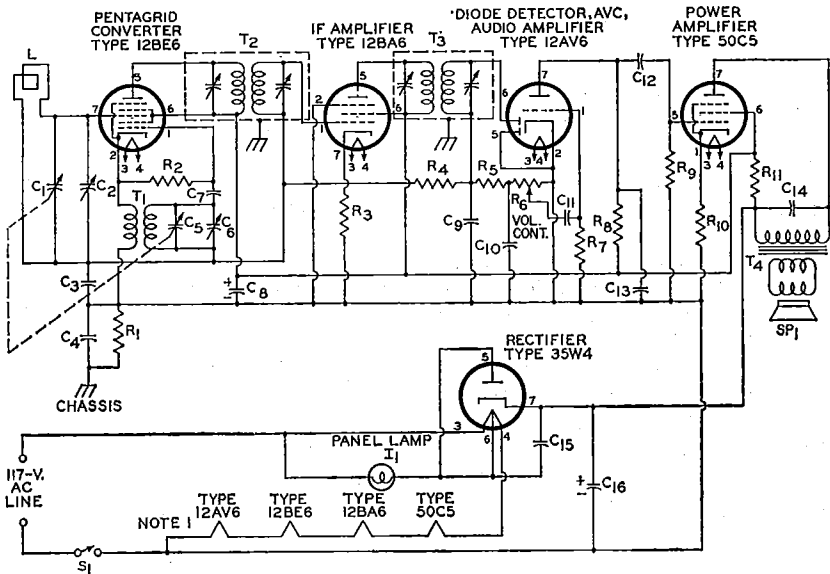 PENTAGRID
CONVERTER
TYPE 12BE6
IF AMPLIFIER
TYPE 12BA6
DIODE DETECTOR, AVC,
AUDIO AMPLIFIER
TYPE 12AV6
POWER
AMPLIFIER
TYPE 50C5
L
T2
T3
C12
5
7
6
1
2
3
4
5
2
6
1
7
3
4
7
6
5
1
3
4
2
7
5
6
1
3
4
C1
C2
R2
C7
T1
C5
C6
R3
R4
R5
R6
VOL.
CONT.
C11
C9
C10
R7
R8
R9
R10
R11
C14
T4
SP1
C3
C4
R1
C8
C13
CHASSIS
RECTIFIER
TYPE 35W4
5
7
3
6
4
PANEL LAMP
I1
C15
C16
+
-
+
-
117-V.
AC
LINE
NOTE 1
TYPE
12AV6
TYPE
12BE6
TYPE
12BA6
TYPE
50C5
S1